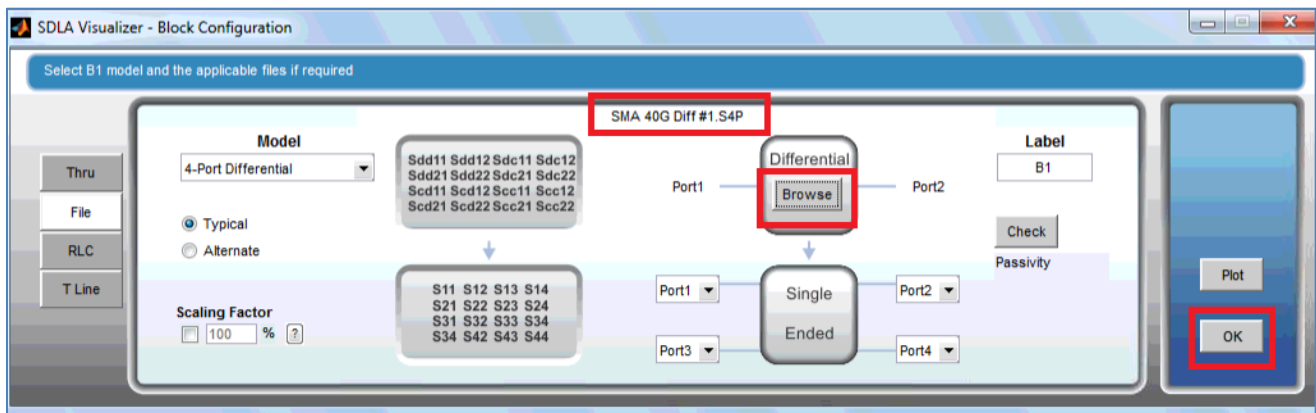 SDLA Visualizer - Block Configuration
Select B1 model and the applicable files if required
SMA 40G Diff #1.S4P
Thru
File
RLC
T Line
Model
4-Port Differential
Typical
Alternate
Scaling Factor
100 % ?
Sdd11 Sdd12 Sdc11 Sdc12
Sdd21 Sdd22 Sdc21 Sdc22
Scd11 Scd12 Scc11 Scc12
Scd21 Scd22 Scc21 Scc22
S11 S12 S13 S14
S21 S22 S23 S24
S31 S32 S33 S34
S34 S42 S43 S44
Differential
Port1 Browse Port2
Port1 Single Port2
Ended
Port3 Port4
Label
B1
Check
Passivity
Plot
OK